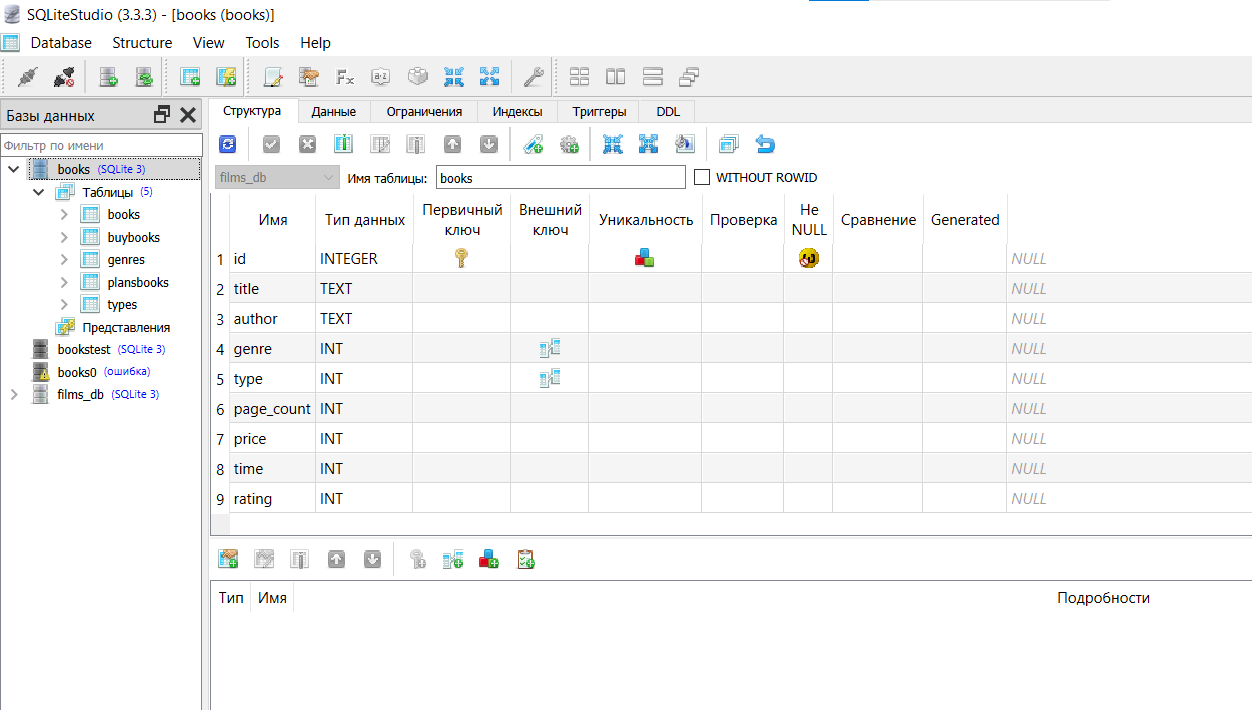 SQLiteStudio (3.3.3) - [books (books)]
Database Structure View Tools Help
Базы данных
Фильтр по имени
books (SQLite 3)
Таблицы (5)
books
buybooks
genres
plansbooks
types
Представления
bookstest (SQLite 3)
books0 (ошибка)
films_db (SQLite 3)
Структура Данные Ограничения Индексы Триггеры DDL
films_db Имя таблицы: books WITHOUT ROWID
Имя Тип данных Первичный ключ Внешний ключ Уникальность Проверка Не NULL Сравнение Generated
1 id INTEGER NULL
2 title TEXT NULL
3 author TEXT NULL
4 genre INT NULL
5 type INT NULL
6 page_count INT NULL
7 price INT NULL
8 time INT NULL
9 rating INT NULL
Тип Имя Подробности